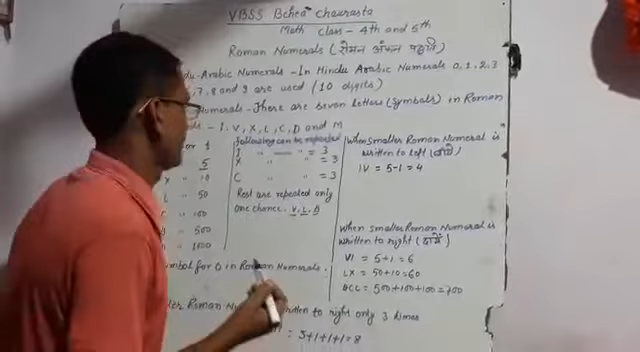 VBSS Bchea Chaurasta
Math class- 4th and 5th
Roman Numerals (रोमन अंकन पद्धति)
du-Arabic Numerals - In Hindu Arabic Numerals 0, 1, 2, 3
, 7, 8 and 9 are used (10 digits)
Numerals - There are seven letters (symbols) in Roman
- I, V, X, L, C, D and M
for 1
5
X " 10
L " 50
C " 100
D " 500
" 1000
following can be repeated
I " " = 3
X " " = 3
C " = 3
Rest are repeated only
one chance. V, L, D
When smaller Roman Numeral is
written to left (बायें)
IV = 5-1 = 4
When smaller Roman Numeral is
written to right (दायें)
VI = 5+1 = 6
LX = 50+10 = 60
DCC = 500+100+100 = 700
symbol for 0 in Roman Numerals.
Roman written to right only 3 times
= 5+1+1+1 = 8